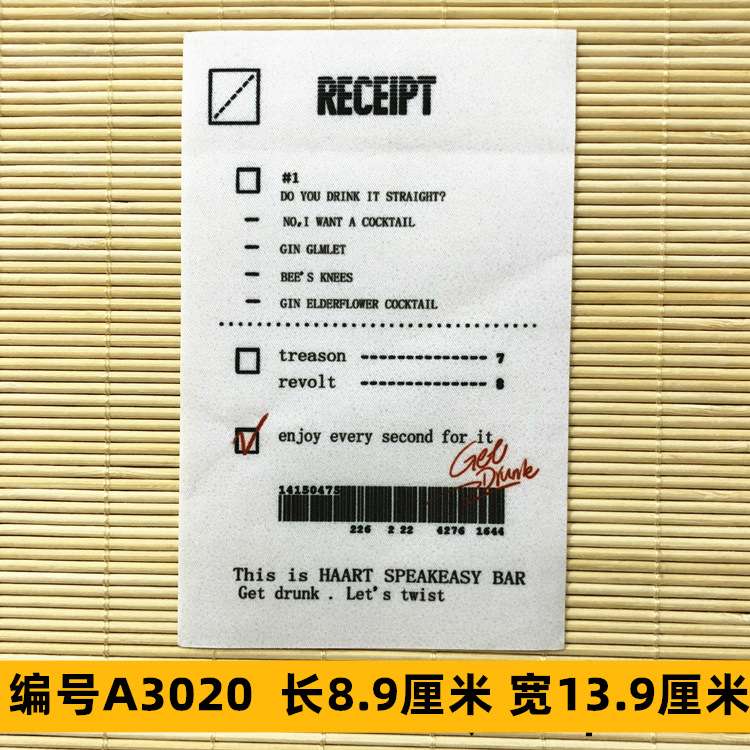 RECEIPT
#1
DO YOU DRINK IT STRAIGHT?
NO,I WANT A COCKTAIL
GIN GLMLET
BEE'S KNEES
GIN ELDERFLOWER COCKTAIL
treason -------------- 7
revolt -------------- 8
enjoy every second for it
Get
Drunk
14150475
226 2 22 4276 1644
This is HAART SPEAKEASY BAR
Get drunk . Let's twist
编号A3020 长8.9厘米 宽13.9厘米